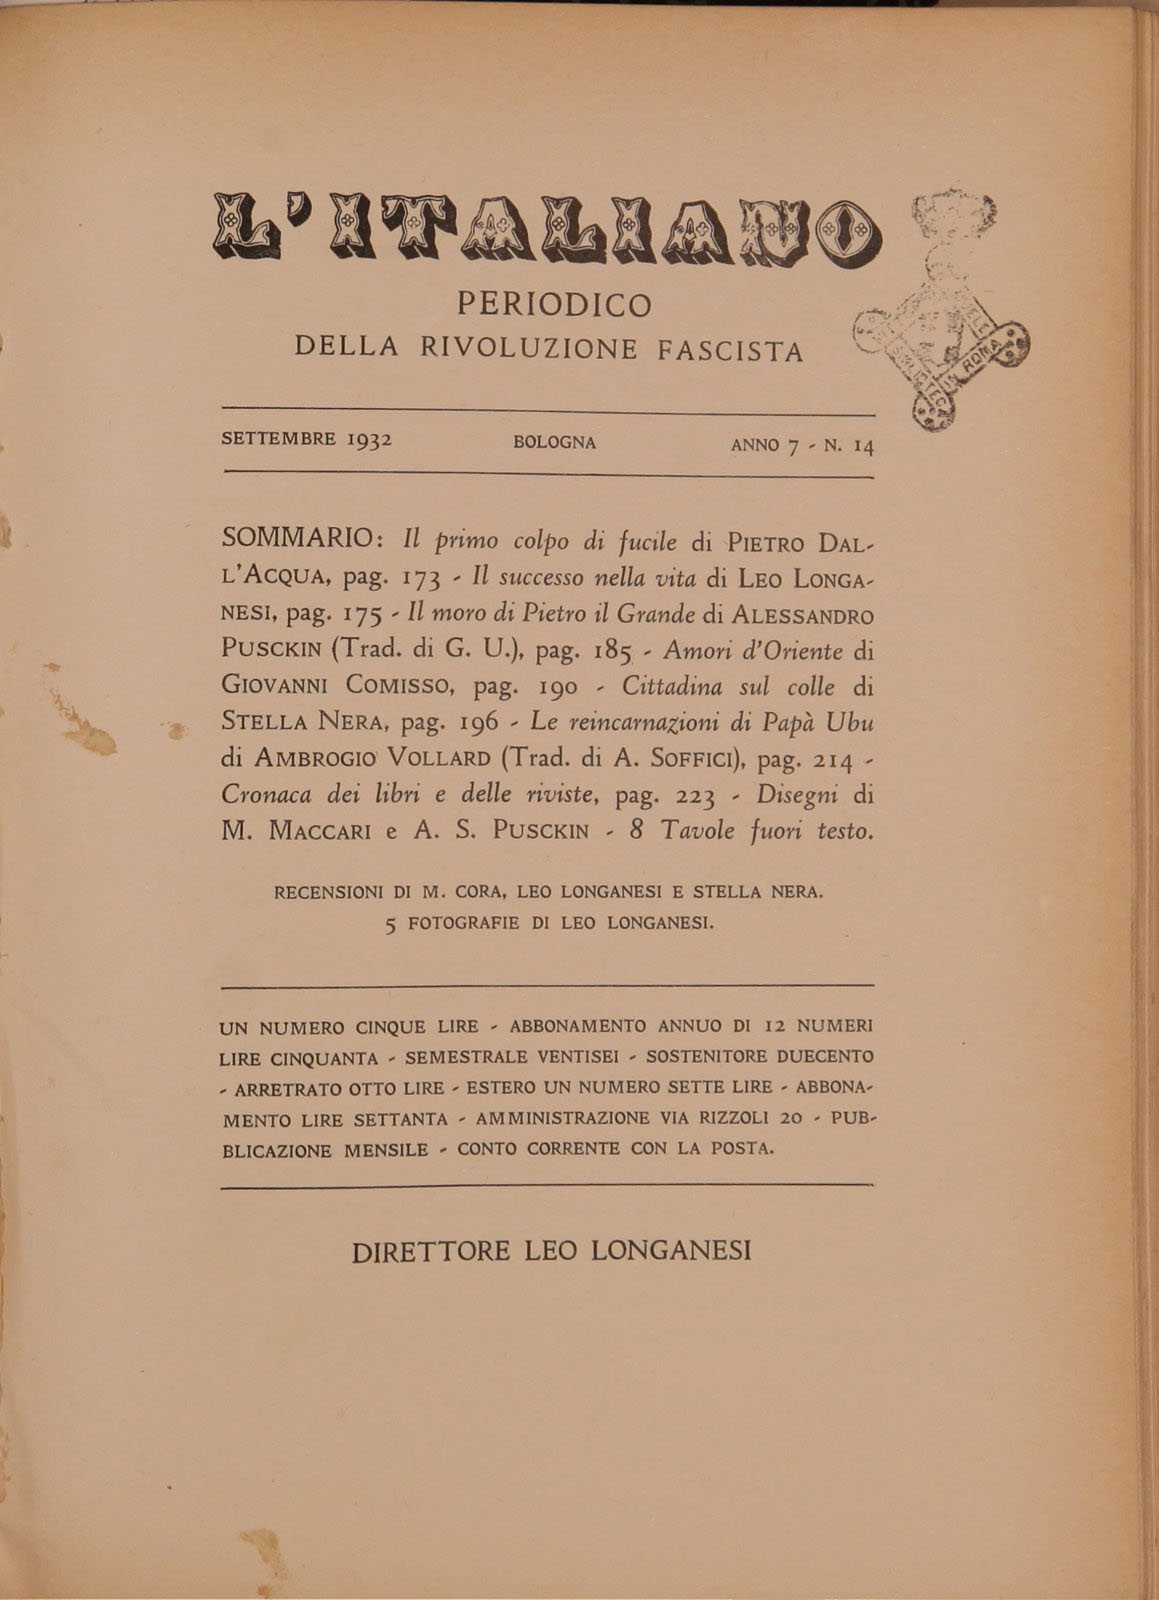 L'ITALIANO
PERIODICO
DELLA RIVOLUZIONE FASCISTA
SETTEMBRE 1932 BOLOGNA ANNO 7 - N. 14
SOMMARIO: Il primo colpo di fucile di PIETRO DAL-
L'ACQUA, pag. 173 - Il successo nella vita di LEO LONGA-
NESI, pag. 175 - Il moro di Pietro il Grande di ALESSANDRO
PUSCKIN (Trad. di G. U.), pag. 185 - Amori d'Oriente di
GIOVANNI COMISSO, pag. 190 - Cittadina sul colle di
STELLA NERA, pag. 196 - Le reincarnazioni di Papà Ubu
di AMBROGIO VOLLARD (Trad. di A. SOFFICI), pag. 214 -
Cronaca dei libri e delle riviste, pag. 223 - Disegni di
M. MACCARI e A. S. PUSCKIN - 8 Tavole fuori testo.
RECENSIONI DI M. CORA, LEO LONGANESI E STELLA NERA.
5 FOTOGRAFIE DI LEO LONGANESI.
UN NUMERO CINQUE LIRE - ABBONAMENTO ANNUO DI 12 NUMERI
LIRE CINQUANTA - SEMESTRALE VENTISEI - SOSTENITORE DUECENTO
- ARRETRATO OTTO LIRE - ESTERO UN NUMERO SETTE LIRE - ABBONA-
MENTO LIRE SETTANTA - AMMINISTRAZIONE VIA RIZZOLI 20 - PUB-
BLICAZIONE MENSILE - CONTO CORRENTE CON LA POSTA.
DIRETTORE LEO LONGANESI
IN ROMA